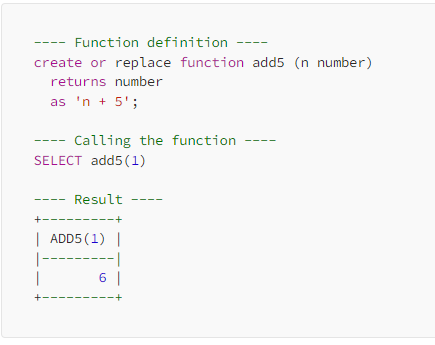 ---- Function definition ----
create or replace function add5 (n number)
  returns number
  as 'n + 5';

---- Calling the function ----
SELECT add5(1)

---- Result ----
+---------+
| ADD5(1) |
|---------|
|       6 |
+---------+